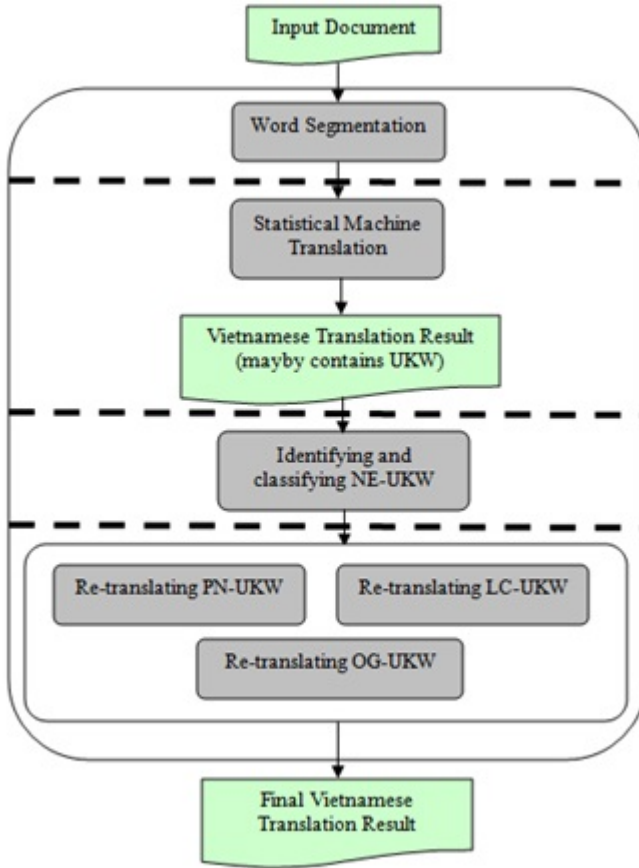 Input Document
Word Segmentation
Statistical Machine
Translation
Vietnamese Translation Result
(mayby contains UKW)
Identifying and
classifying NE-UKW
Re-translating PN-UKW
Re-translating LC-UKW
Re-translating OG-UKW
Final Vietnamese
Translation Result